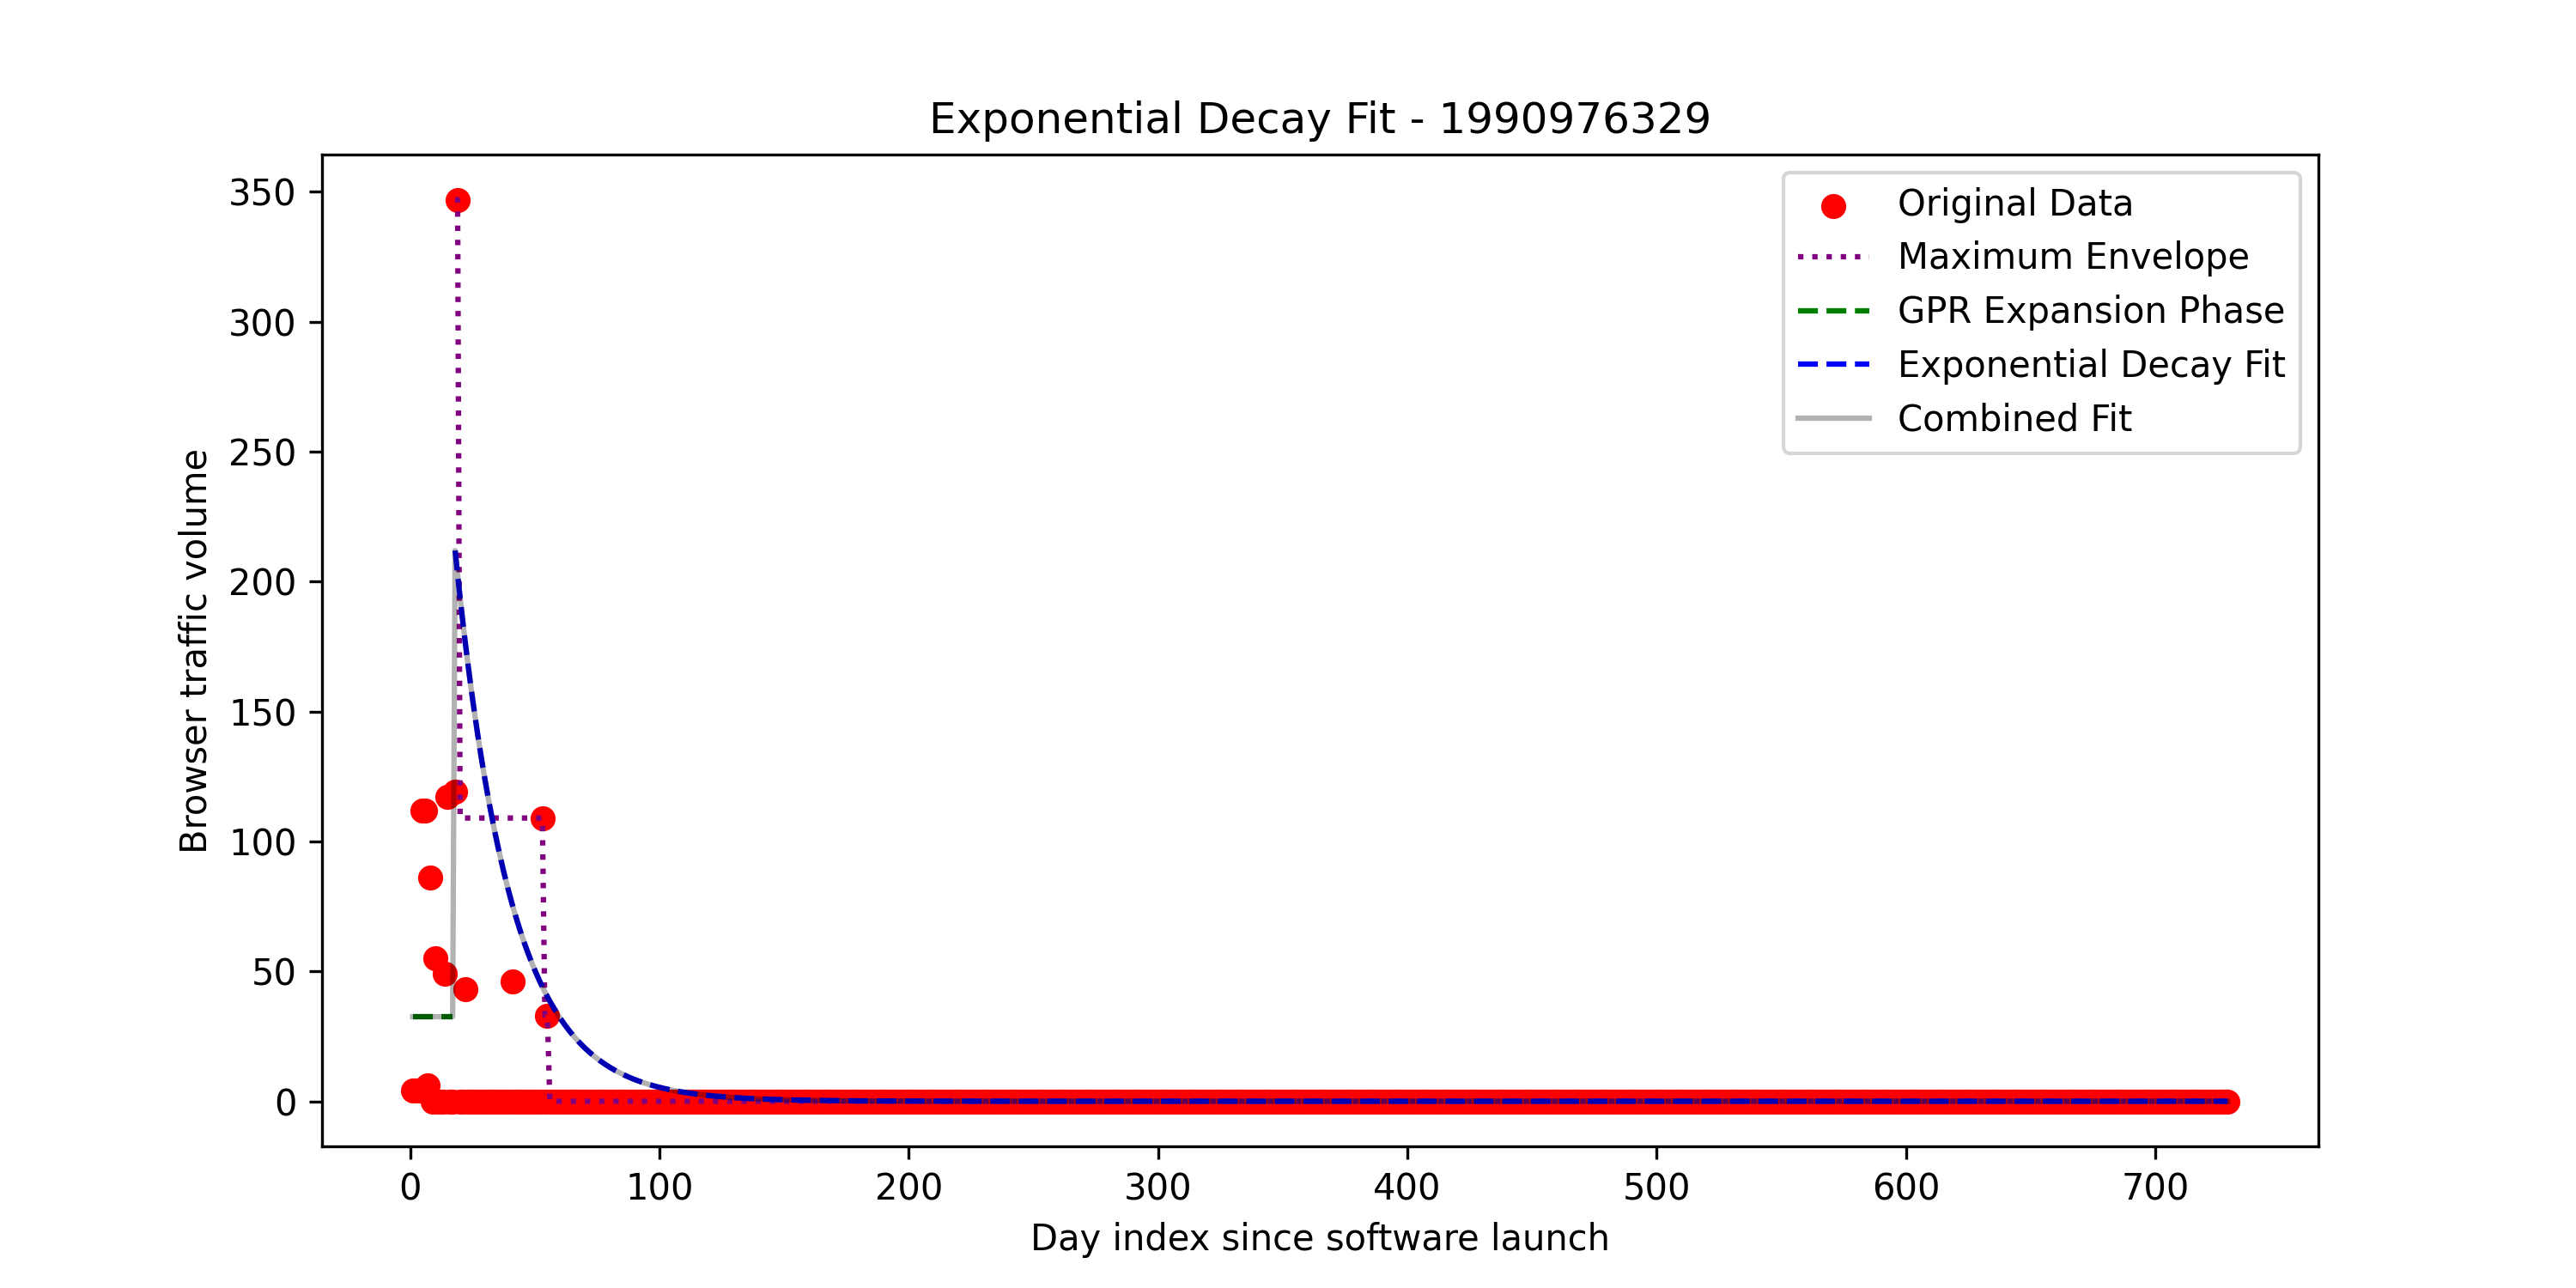 Exponential Decay Fit - 1990976329
Original Data
Maximum Envelope
GPR Expansion Phase
Exponential Decay Fit
Combined Fit
Browser traffic volume
350
300
250
200
150
100
50
0
0 100 200 300 400 500 600 700
Day index since software launch